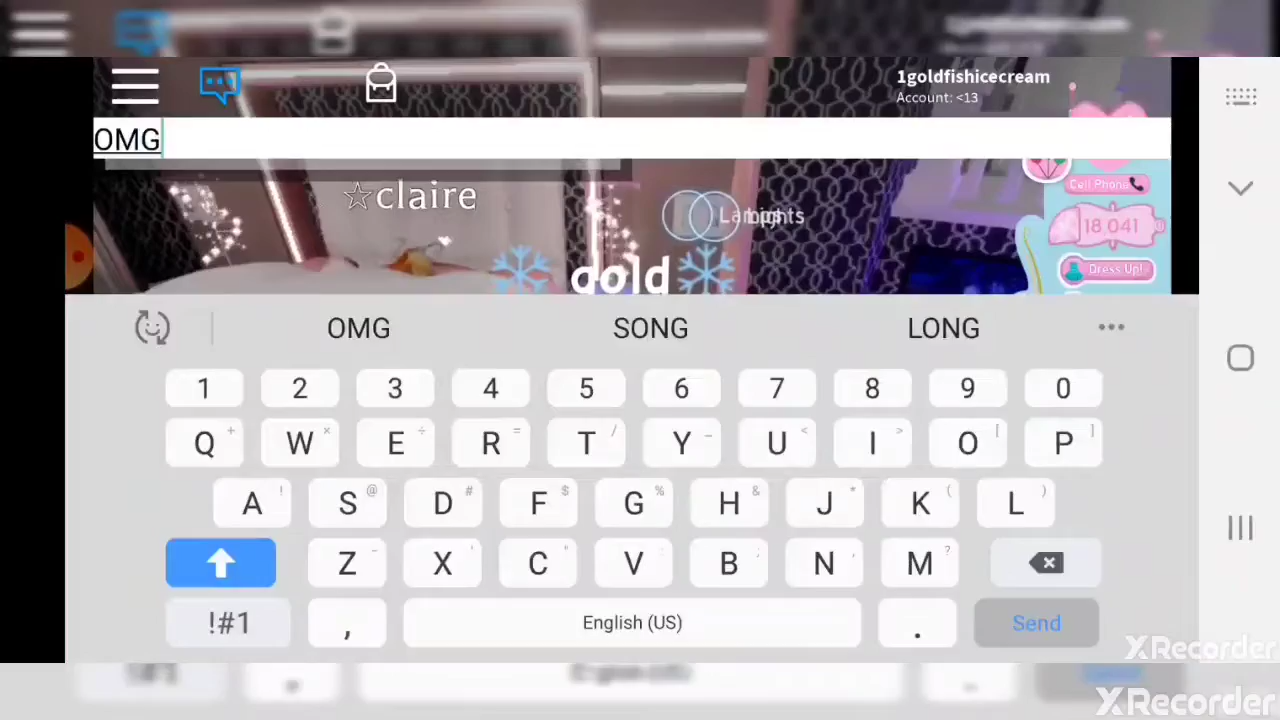 1goldfishicecream
Account: <13
OMG
☆claire
Cell Phone
18,041
Dress Up!
gold
OMG SONG LONG
1 2 3 4 5 6 7 8 9 0
Q + W × E ÷ R = T / Y _ U < I > O [ P ]
A ! S @ D # F $ G % H & J * K ( L )
Z - X ' C " V : B ; N , M ?
!#1 , English (US) . Send
XRecorder
XRecorder